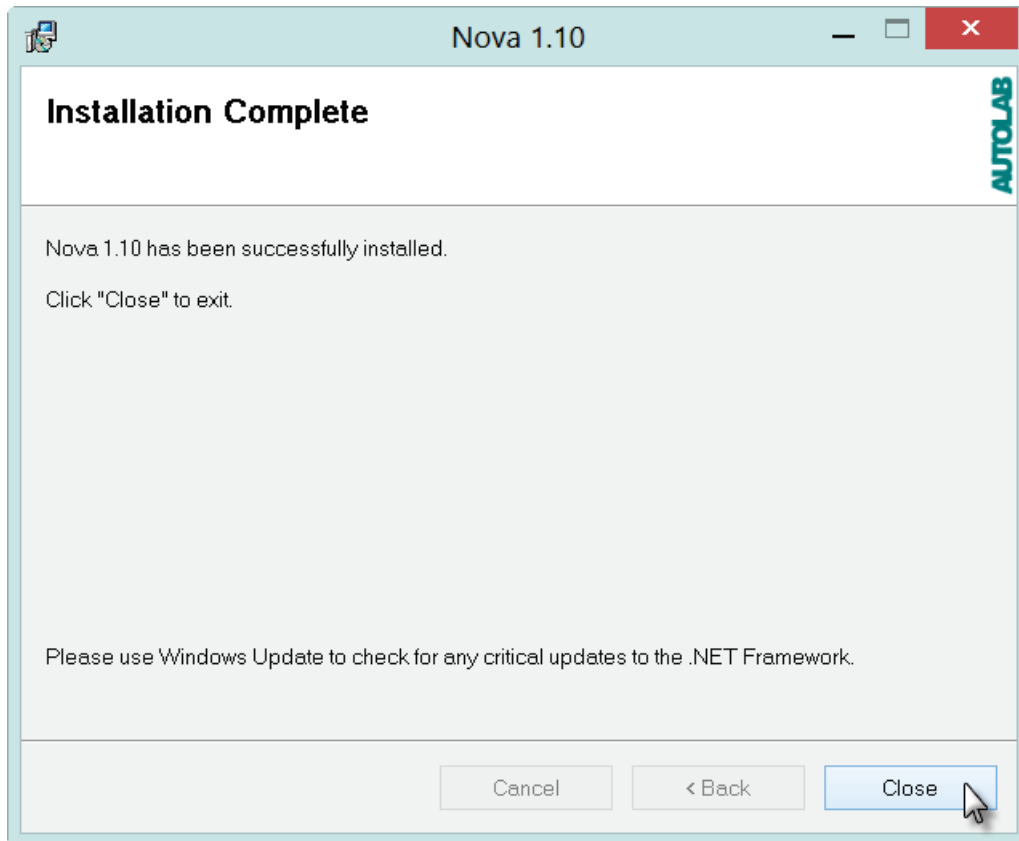 Nova 1.10
Installation Complete
AUTOLAB
Nova 1.10 has been successfully installed.
Click "Close" to exit.
Please use Windows Update to check for any critical updates to the .NET Framework.
Cancel
< Back
Close